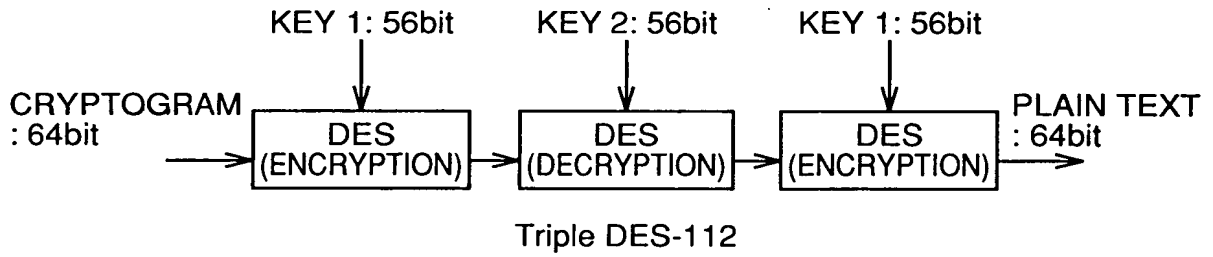 KEY 1: 56bit
KEY 2: 56bit
KEY 1: 56bit
CRYPTOGRAM
: 64bit
DES
(ENCRYPTION)
DES
(DECRYPTION)
DES
(ENCRYPTION)
PLAIN TEXT
: 64bit
Triple DES-112